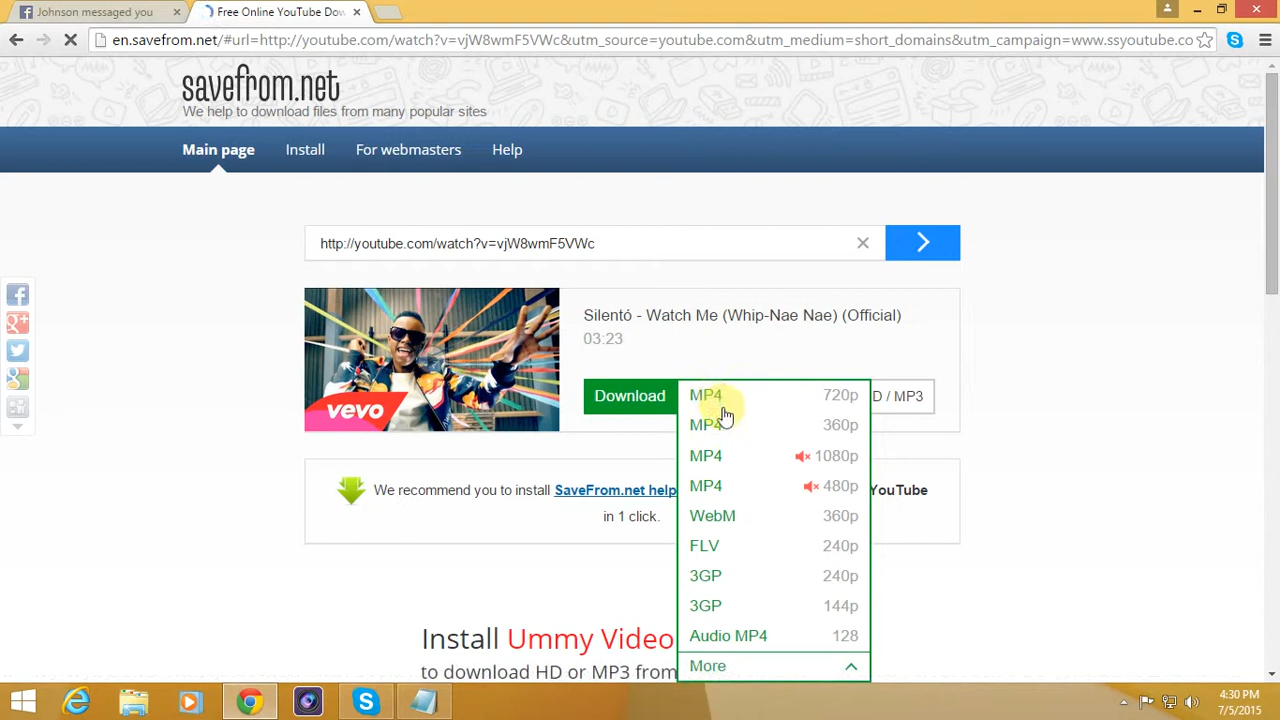 Johnson messaged you
Free Online YouTube Dow
en.savefrom.net/#url=http://youtube.com/watch?v=vjW8wmF5VWc&utm_source=youtube.com&utm_medium=short_domains&utm_campaign=www.ssyoutube.co
savefrom.net
We help to download files from many popular sites
Main page Install For webmasters Help
http://youtube.com/watch?v=vjW8wmF5VWc
Silentó - Watch Me (Whip-Nae Nae) (Official)
03:23
vevo
Download
D / MP3
MP4 720p
MP4 360p
MP4 1080p
MP4 480p
WebM 360p
FLV 240p
3GP 240p
3GP 144p
Audio MP4 128
More
We recommend you to install SaveFrom.net help YouTube
in 1 click.
Install Ummy Video
to download HD or MP3 from
4:30 PM
7/5/2015